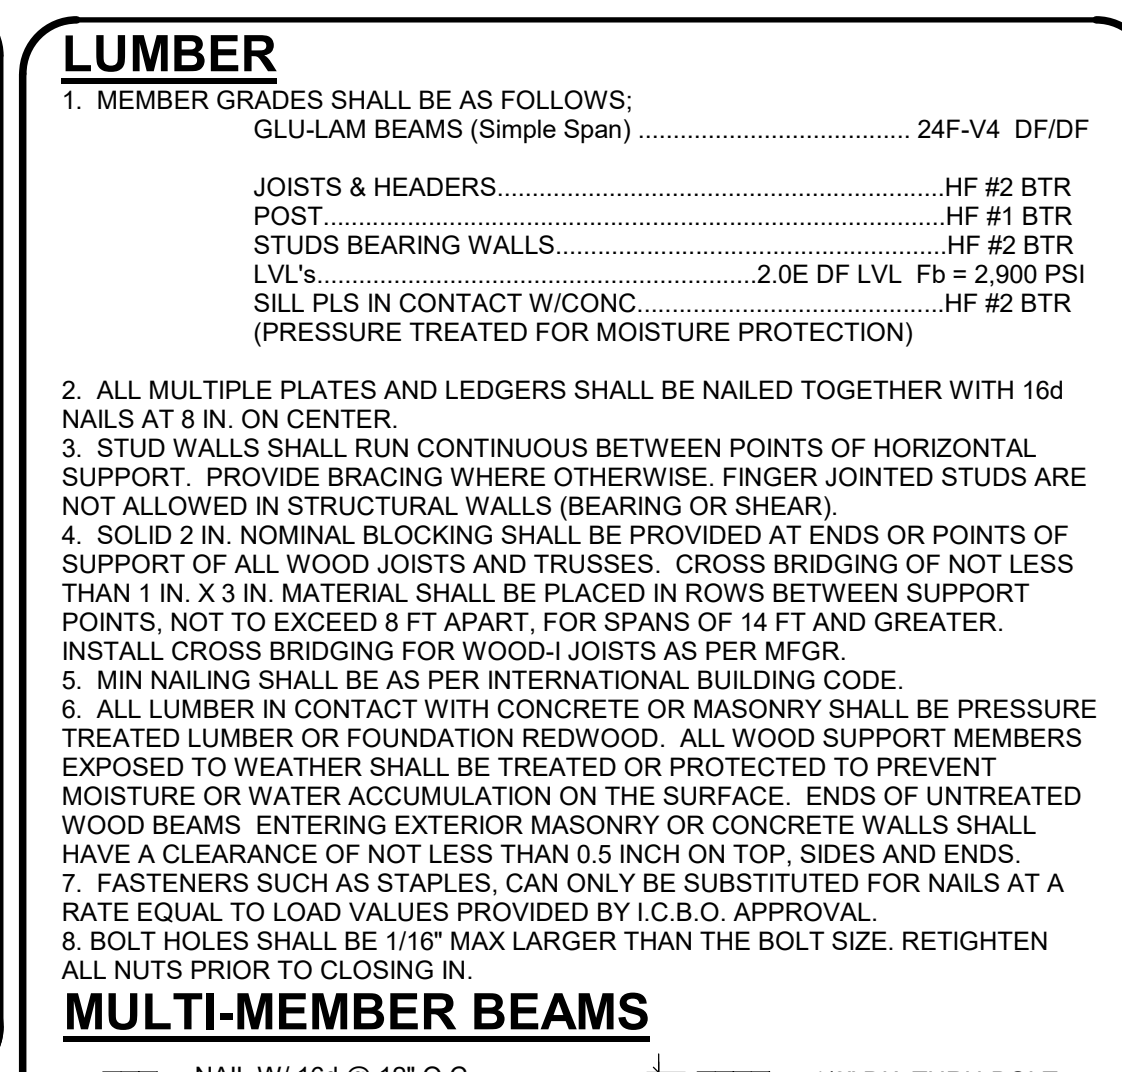 LUMBER
1. MEMBER GRADES SHALL BE AS FOLLOWS;
GLU-LAM BEAMS (Simple Span) ....................................... 24F-V4 DF/DF
JOISTS & HEADERS................................................................HF #2 BTR
POST.........................................................................................HF #1 BTR
STUDS BEARING WALLS........................................................HF #2 BTR
LVL's...............................................................2.0E DF LVL Fb = 2,900 PSI
SILL PLS IN CONTACT W/CONC............................................HF #2 BTR
(PRESSURE TREATED FOR MOISTURE PROTECTION)
2. ALL MULTIPLE PLATES AND LEDGERS SHALL BE NAILED TOGETHER WITH 16d
NAILS AT 8 IN. ON CENTER.
3. STUD WALLS SHALL RUN CONTINUOUS BETWEEN POINTS OF HORIZONTAL
SUPPORT. PROVIDE BRACING WHERE OTHERWISE. FINGER JOINTED STUDS ARE
NOT ALLOWED IN STRUCTURAL WALLS (BEARING OR SHEAR).
4. SOLID 2 IN. NOMINAL BLOCKING SHALL BE PROVIDED AT ENDS OR POINTS OF
SUPPORT OF ALL WOOD JOISTS AND TRUSSES. CROSS BRIDGING OF NOT LESS
THAN 1 IN. X 3 IN. MATERIAL SHALL BE PLACED IN ROWS BETWEEN SUPPORT
POINTS, NOT TO EXCEED 8 FT APART, FOR SPANS OF 14 FT AND GREATER.
INSTALL CROSS BRIDGING FOR WOOD-I JOISTS AS PER MFGR.
5. MIN NAILING SHALL BE AS PER INTERNATIONAL BUILDING CODE.
6. ALL LUMBER IN CONTACT WITH CONCRETE OR MASONRY SHALL BE PRESSURE
TREATED LUMBER OR FOUNDATION REDWOOD. ALL WOOD SUPPORT MEMBERS
EXPOSED TO WEATHER SHALL BE TREATED OR PROTECTED TO PREVENT
MOISTURE OR WATER ACCUMULATION ON THE SURFACE. ENDS OF UNTREATED
WOOD BEAMS ENTERING EXTERIOR MASONRY OR CONCRETE WALLS SHALL
HAVE A CLEARANCE OF NOT LESS THAN 0.5 INCH ON TOP, SIDES AND ENDS.
7. FASTENERS SUCH AS STAPLES, CAN ONLY BE SUBSTITUTED FOR NAILS AT A
RATE EQUAL TO LOAD VALUES PROVIDED BY I.C.B.O. APPROVAL.
8. BOLT HOLES SHALL BE 1/16" MAX LARGER THAN THE BOLT SIZE. RETIGHTEN
ALL NUTS PRIOR TO CLOSING IN.
MULTI-MEMBER BEAMS
NAIL W/ 16d @